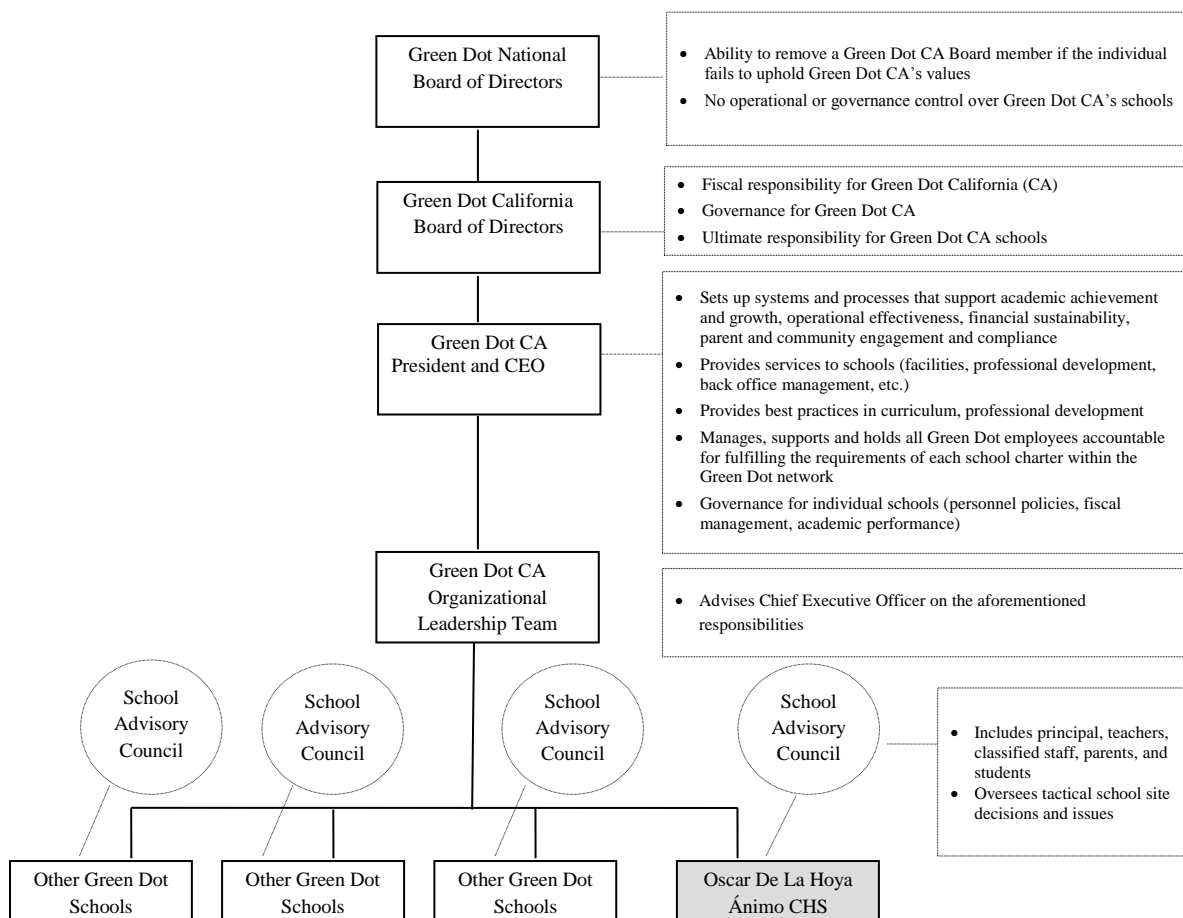 Green Dot National
Board of Directors
• Ability to remove a Green Dot CA Board member if the individual
fails to uphold Green Dot CA’s values
• No operational or governance control over Green Dot CA’s schools
Green Dot California
Board of Directors
• Fiscal responsibility for Green Dot California (CA)
• Governance for Green Dot CA
• Ultimate responsibility for Green Dot CA schools
Green Dot CA
President and CEO
• Sets up systems and processes that support academic achievement
and growth, operational effectiveness, financial sustainability,
parent and community engagement and compliance
• Provides services to schools (facilities, professional development,
back office management, etc.)
• Provides best practices in curriculum, professional development
• Manages, supports and holds all Green Dot employees accountable
for fulfilling the requirements of each school charter within the
Green Dot network
• Governance for individual schools (personnel policies, fiscal
management, academic performance)
Green Dot CA
Organizational
Leadership Team
• Advises Chief Executive Officer on the aforementioned
responsibilities
School
Advisory
Council
School
Advisory
Council
School
Advisory
Council
School
Advisory
Council
• Includes principal, teachers,
classified staff, parents, and
students
• Oversees tactical school site
decisions and issues
Other Green Dot
Schools
Other Green Dot
Schools
Other Green Dot
Schools
Oscar De La Hoya
Ánimo CHS